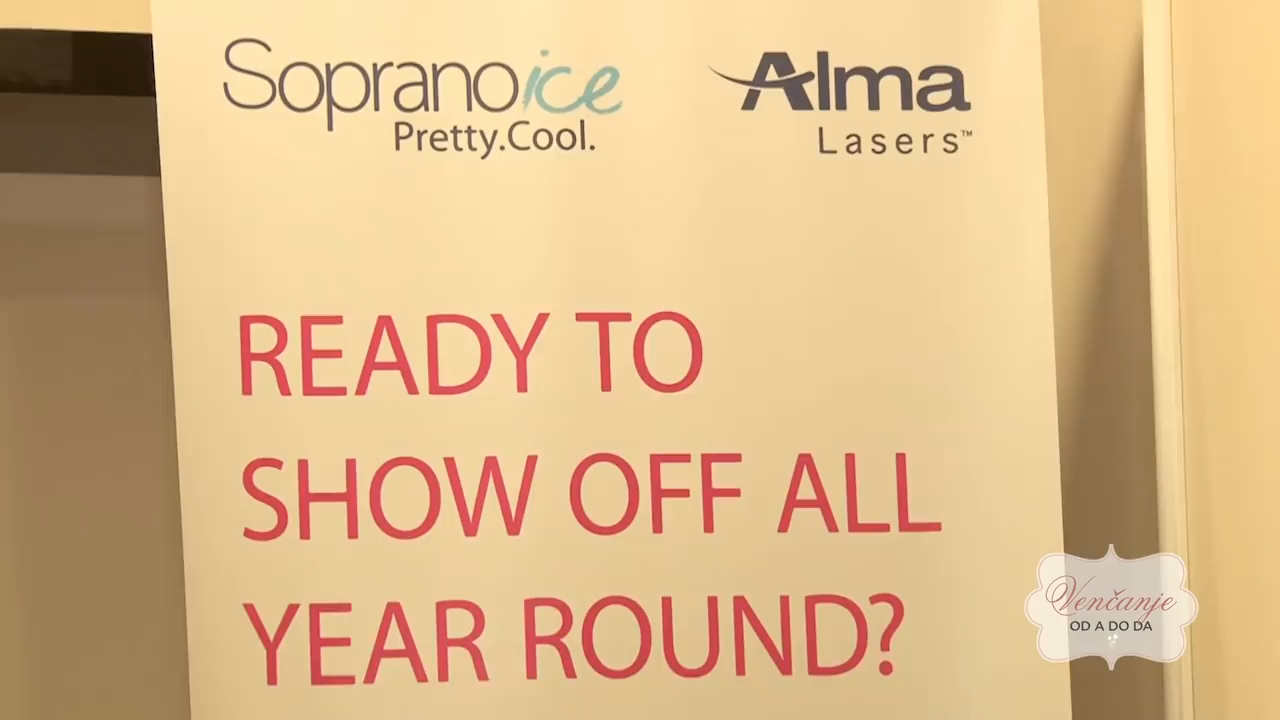 Sopranoice
Pretty.Cool.
Alma
Lasers™
READY TO
SHOW OFF ALL
YEAR ROUND?
Venčanje
OD A DO DA